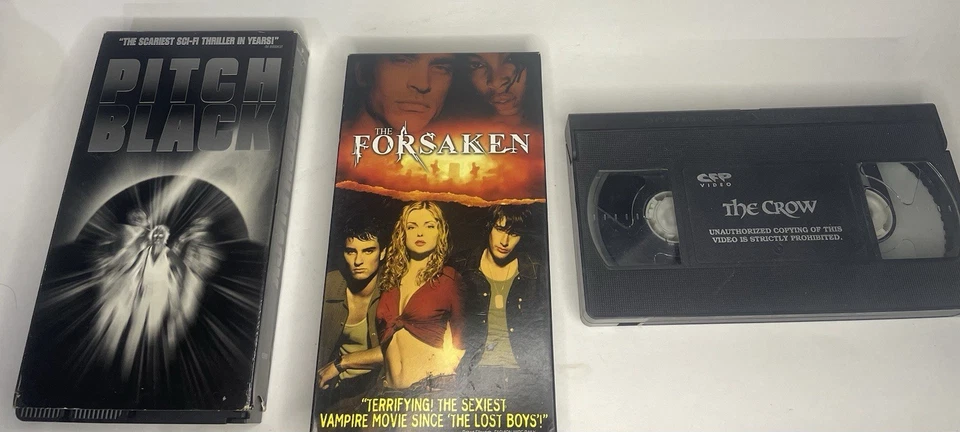 "THE SCARIEST SCI-FI THRILLER IN YEARS!"
PITCH
BLACK
THE
FORSAKEN
"TERRIFYING! THE SEXIEST
VAMPIRE MOVIE SINCE 'THE LOST BOYS'!"
CFP
VIDEO
THE CROW
UNAUTHORIZED COPYING OF THIS
VIDEO IS STRICTLY PROHIBITED.